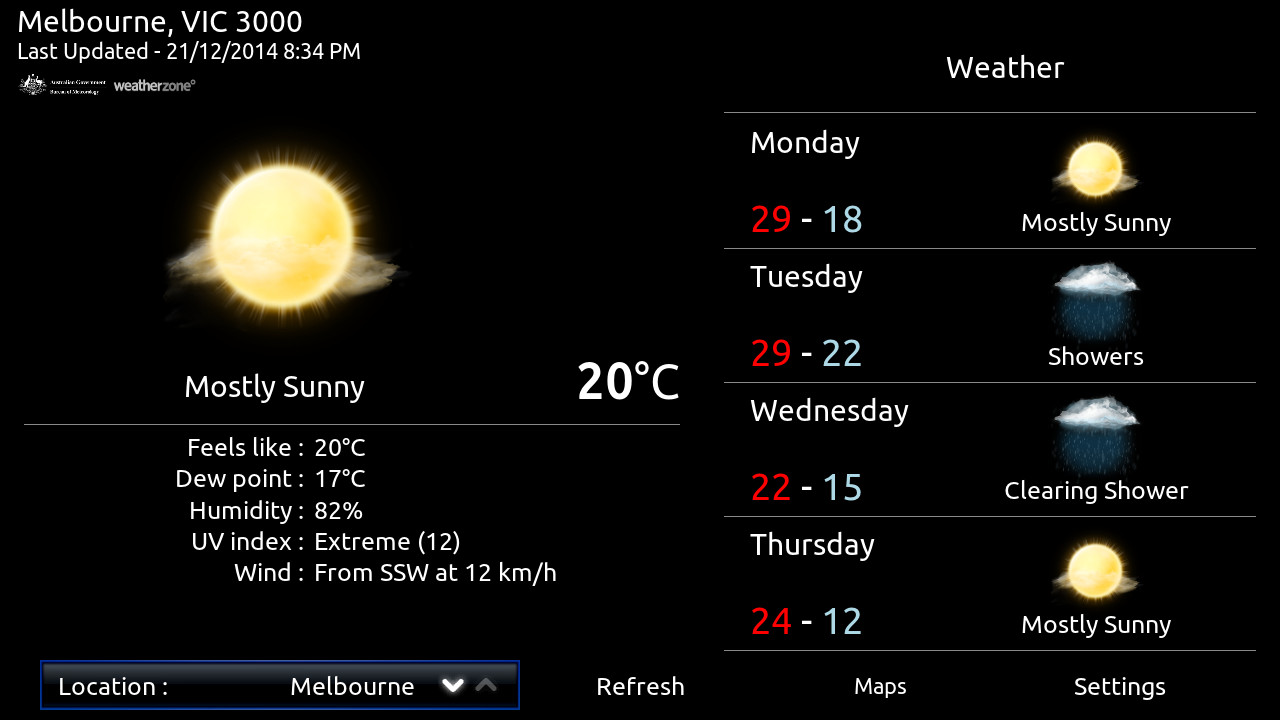 Melbourne, VIC 3000
Last Updated - 21/12/2014 8:34 PM
Australian Government
Bureau of Meteorology
weatherzone°
Mostly Sunny
20°C
Feels like : 20°C
Dew point : 17°C
Humidity : 82%
UV index : Extreme (12)
Wind : From SSW at 12 km/h
Weather
Monday
29 - 18
Mostly Sunny
Tuesday
29 - 22
Showers
Wednesday
22 - 15
Clearing Shower
Thursday
24 - 12
Mostly Sunny
Location : Melbourne
Refresh
Maps
Settings